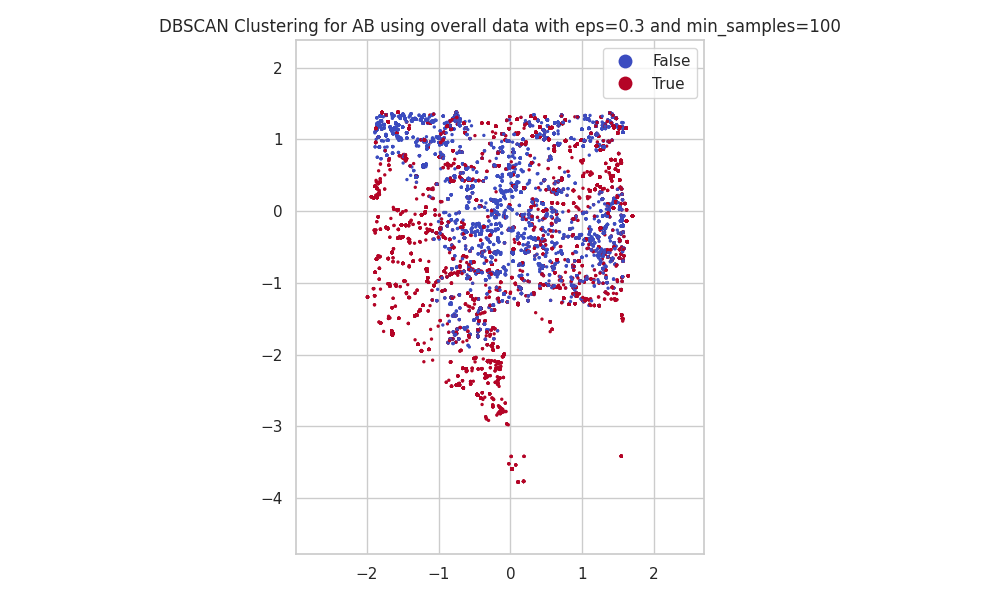 DBSCAN Clustering for AB using overall data with eps=0.3 and min_samples=100
False
True
2
1
0
−1
−2
−3
−4
−2 −1 0 1 2